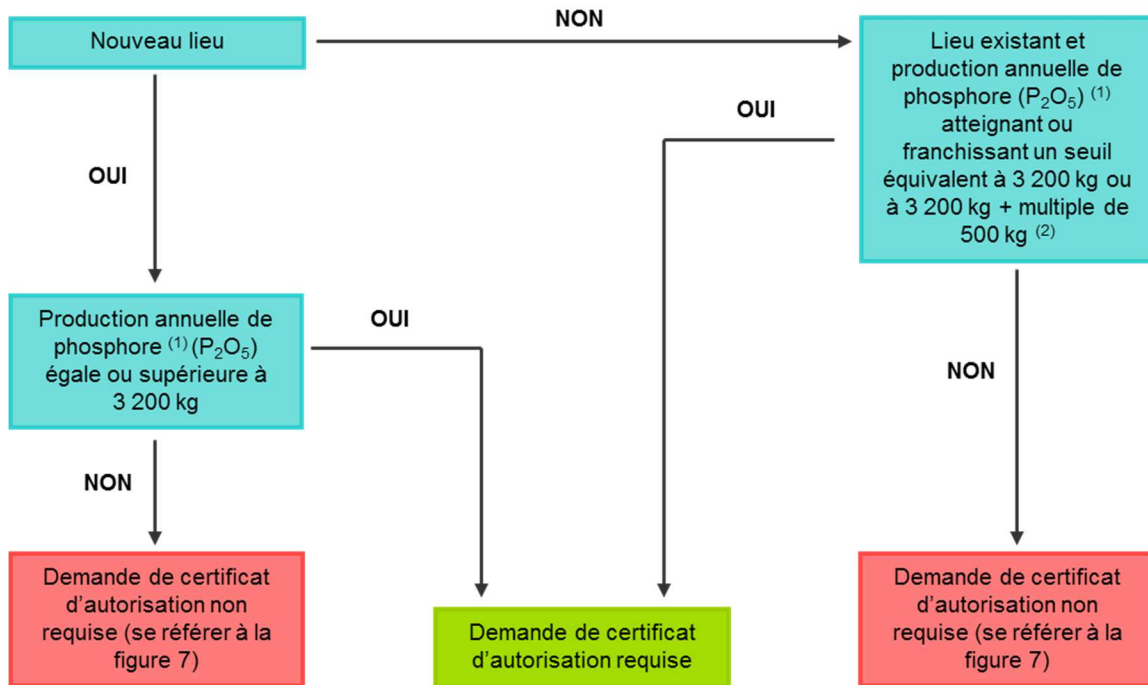 Nouveau lieu
NON
Lieu existant et
production annuelle de
phosphore (P₂O₅) ⁽¹⁾
atteignant ou
franchissant un seuil
équivalent à 3 200 kg ou
à 3 200 kg + multiple de
500 kg ⁽²⁾
OUI
OUI
Production annuelle de
phosphore ⁽¹⁾ (P₂O₅)
égale ou supérieure à
3 200 kg
OUI
NON
NON
Demande de certificat
d’autorisation non
requise (se référer à la
figure 7)
Demande de certificat
d’autorisation requise
Demande de certificat
d’autorisation non
requise (se référer à la
figure 7)